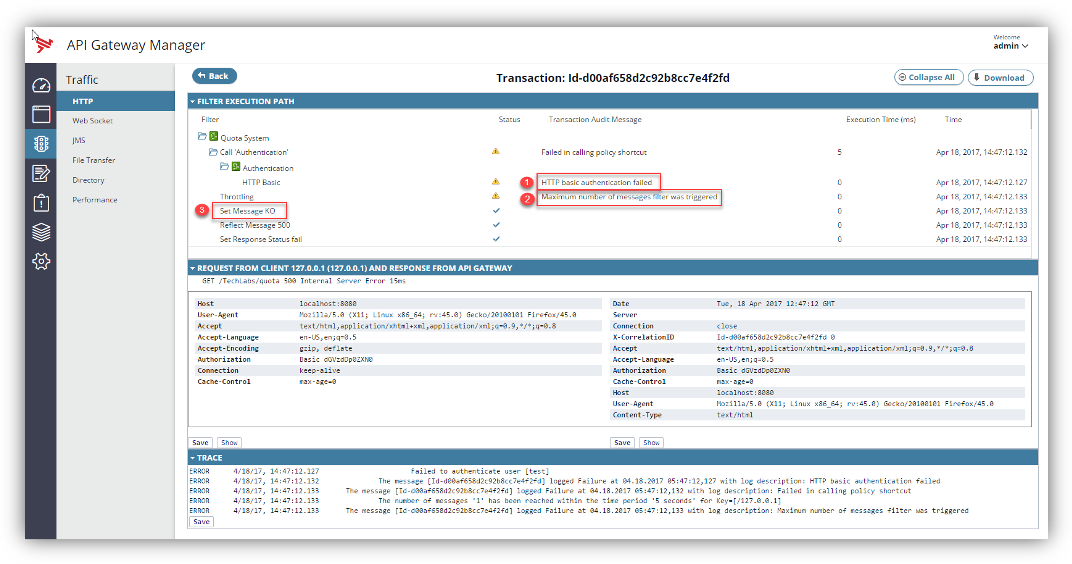 API Gateway Manager
Welcome
admin
Traffic
HTTP
Web Socket
JMS
File Transfer
Directory
Performance
Back
Transaction: Id-d00af658d2c92b8cc7e4f2fd
Collapse All
Download
FILTER EXECUTION PATH
Filter Status Transaction Audit Message Execution Time (ms) Time
Quota System
Call 'Authentication' Failed in calling policy shortcut 5 Apr 18, 2017, 14:47:12.132
Authentication
HTTP Basic 1 HTTP basic authentication failed 0 Apr 18, 2017, 14:47:12.127
Throttling 2 Maximum number of messages filter was triggered 0 Apr 18, 2017, 14:47:12.133
3 Set Message KO 0 Apr 18, 2017, 14:47:12.133
Reflect Message 500 0 Apr 18, 2017, 14:47:12.133
Set Response Status fail 0 Apr 18, 2017, 14:47:12.133
REQUEST FROM CLIENT 127.0.0.1 (127.0.0.1) AND RESPONSE FROM API GATEWAY
GET /TechLabs/quota 500 Internal Server Error 15ms
Host localhost:8080
User-Agent Mozilla/5.0 (X11; Linux x86_64; rv:45.0) Gecko/20100101 Firefox/45.0
Accept text/html,application/xhtml+xml,application/xml;q=0.9,*/*;q=0.8
Accept-Language en-US,en;q=0.5
Accept-Encoding gzip, deflate
Authorization Basic dGVzdDp0ZXN0
Connection keep-alive
Cache-Control max-age=0
Date Tue, 18 Apr 2017 12:47:12 GMT
Server
Connection close
X-CorrelationID Id-d00af658d2c92b8cc7e4f2fd 0
Accept text/html,application/xhtml+xml,application/xml;q=0.9,*/*;q=0.8
Accept-Language en-US,en;q=0.5
Authorization Basic dGVzdDp0ZXN0
Cache-Control max-age=0
Host localhost:8080
User-Agent Mozilla/5.0 (X11; Linux x86_64; rv:45.0) Gecko/20100101 Firefox/45.0
Content-Type text/html
Save Show
Save Show
TRACE
ERROR 4/18/17, 14:47:12.127 Failed to authenticate user [test]
ERROR 4/18/17, 14:47:12.132 The message [Id-d00af658d2c92b8cc7e4f2fd] logged Failure at 04.18.2017 05:47:12,127 with log description: HTTP basic authentication failed
ERROR 4/18/17, 14:47:12.133 The message [Id-d00af658d2c92b8cc7e4f2fd] logged Failure at 04.18.2017 05:47:12,132 with log description: Failed in calling policy shortcut
ERROR 4/18/17, 14:47:12.133 The number of messages '1' has been reached within the time period '5 seconds' for Key=[/127.0.0.1]
ERROR 4/18/17, 14:47:12.133 The message [Id-d00af658d2c92b8cc7e4f2fd] logged Failure at 04.18.2017 05:47:12,133 with log description: Maximum number of messages filter was triggered
Save